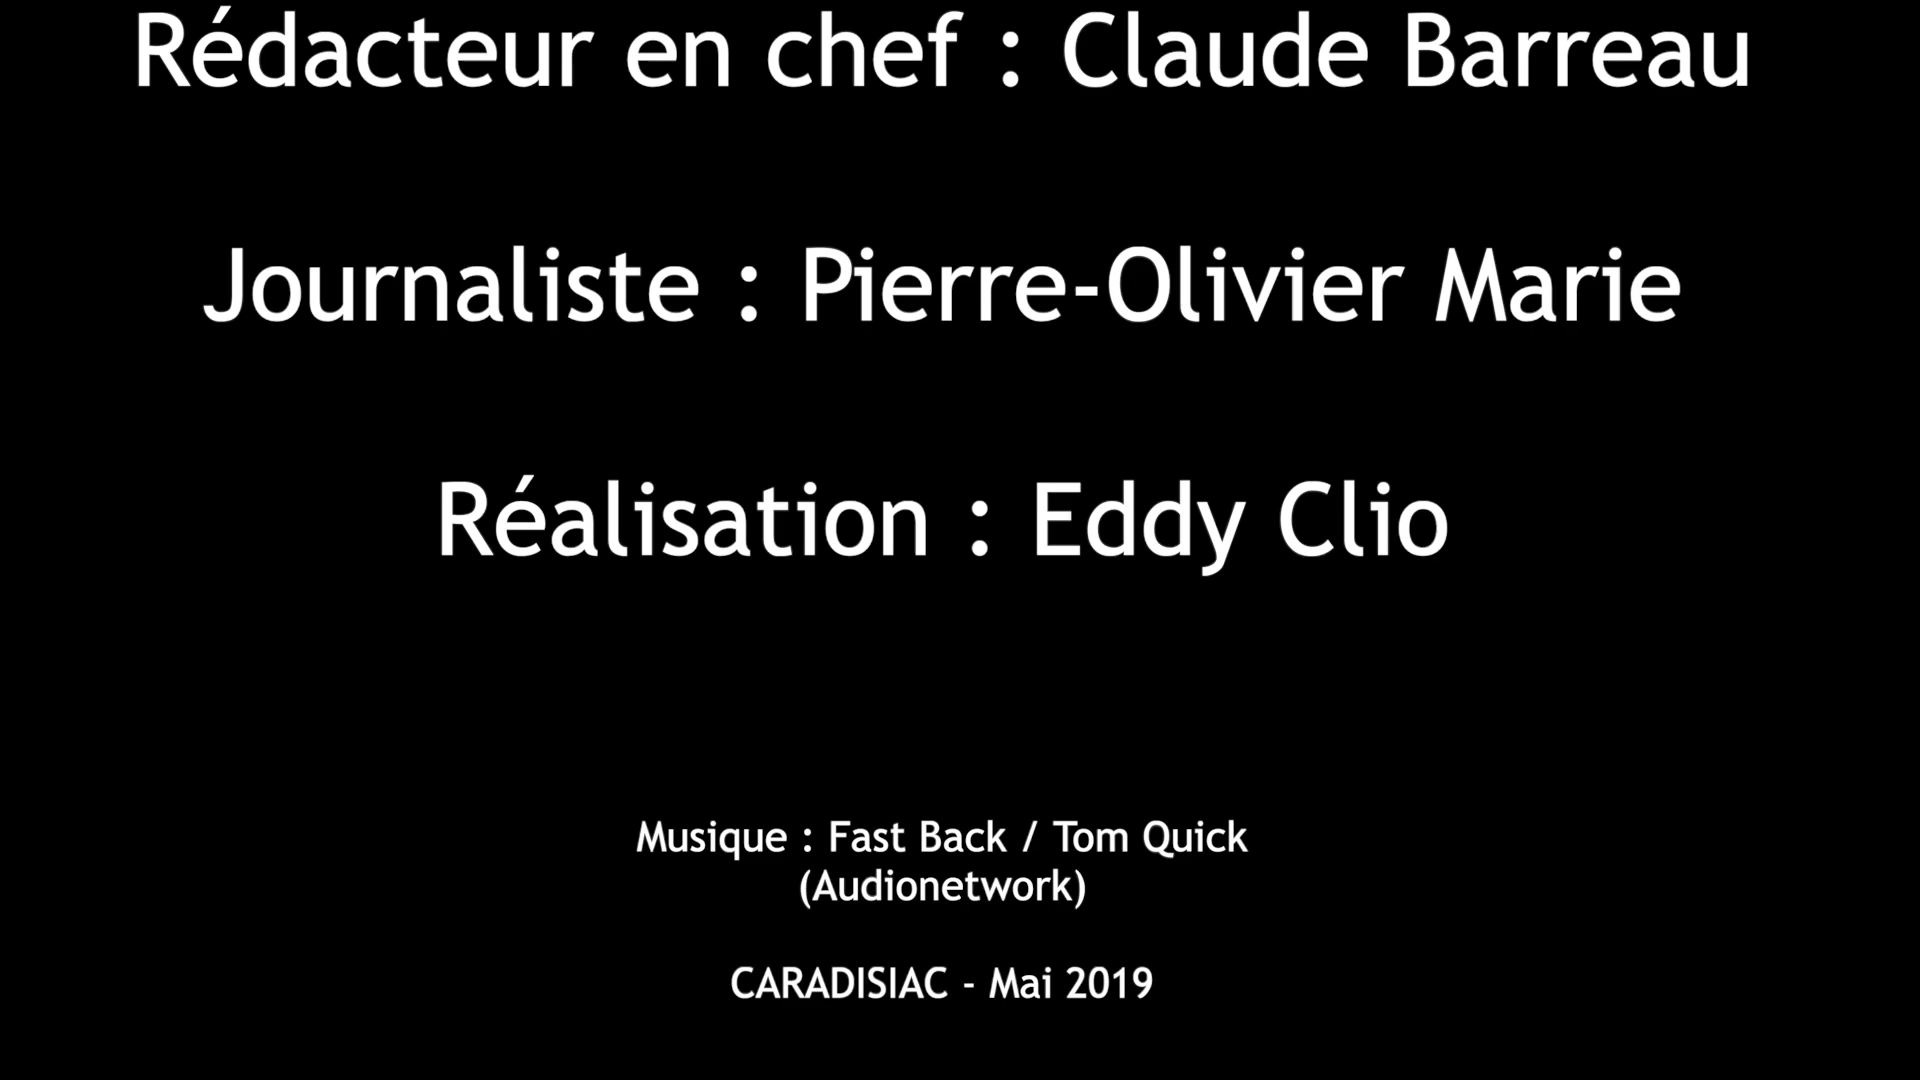 Rédacteur en chef : Claude Barreau
Journaliste : Pierre-Olivier Marie
Réalisation : Eddy Clio
Musique : Fast Back / Tom Quick
(Audionetwork)
CARADISIAC - Mai 2019